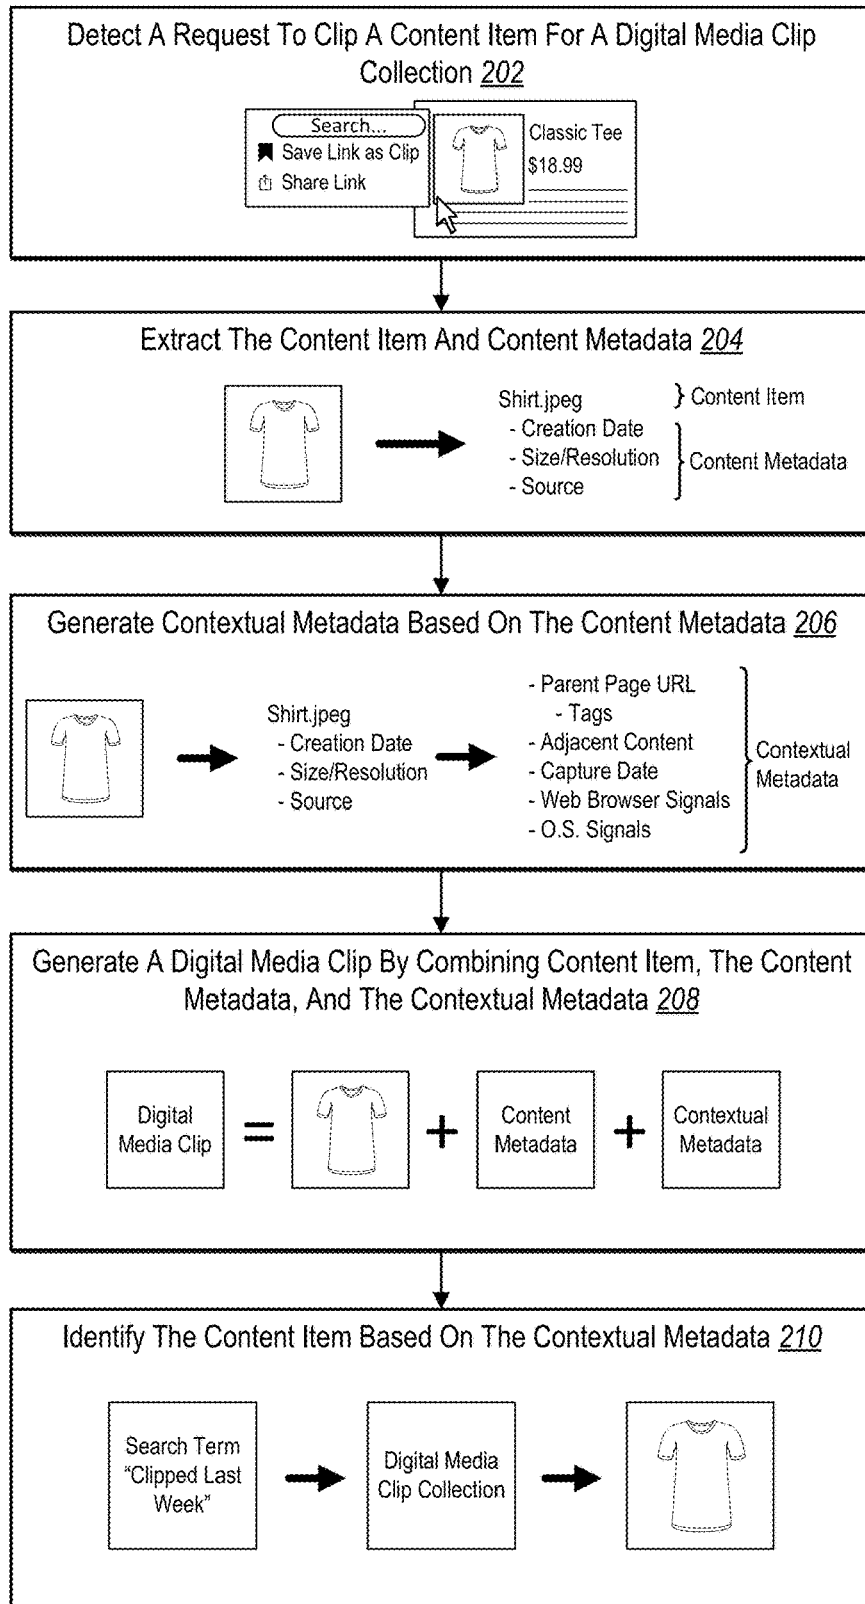 Detect A Request To Clip A Content Item For A Digital Media Clip
Collection 202
Search...
Save Link as Clip
Share Link
Classic Tee
$18.99
Extract The Content Item And Content Metadata 204
Shirt.jpeg
- Creation Date
- Size/Resolution
- Source
Content Item
Content Metadata
Generate Contextual Metadata Based On The Content Metadata 206
Shirt.jpeg
- Creation Date
- Size/Resolution
- Source
- Parent Page URL
- Tags
- Adjacent Content
- Capture Date
- Web Browser Signals
- O.S. Signals
Contextual
Metadata
Generate A Digital Media Clip By Combining Content Item, The Content
Metadata, And The Contextual Metadata 208
Digital
Media Clip
=
+
Content
Metadata
+
Contextual
Metadata
Identify The Content Item Based On The Contextual Metadata 210
Search Term
"Clipped Last
Week"
Digital Media
Clip Collection